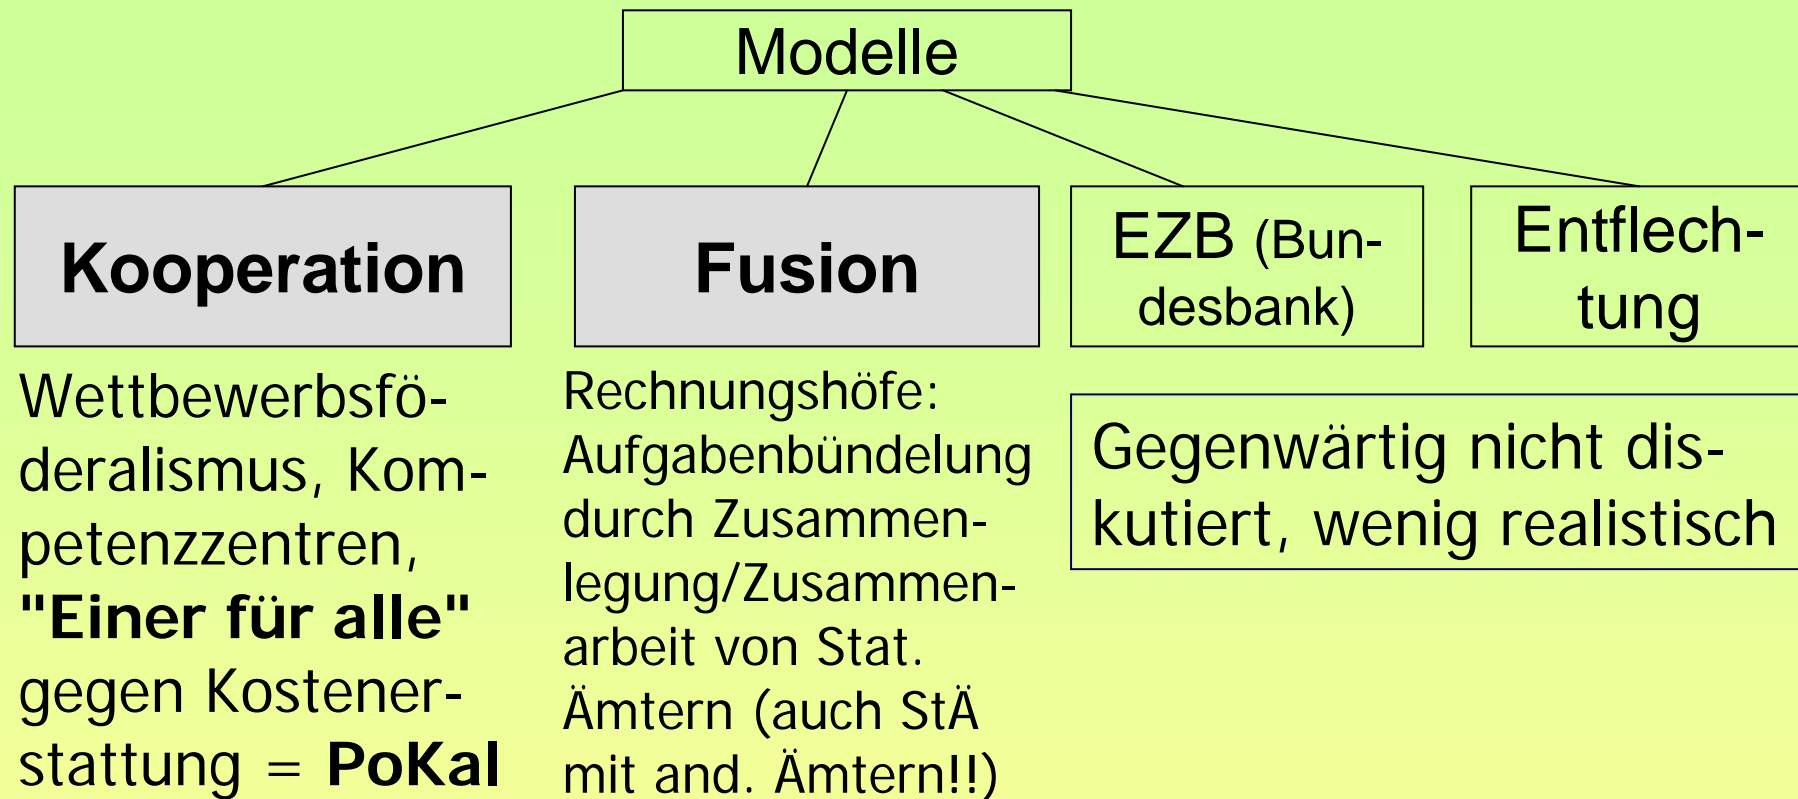 Modelle
Kooperation
Fusion
EZB (Bun-
desbank)
Entflech-
tung
Wettbewerbsfö-
deralismus, Kom-
petenzzentren,
"Einer für alle"
gegen Kostener-
stattung = PoKal
Rechnungshöfe:
Aufgabenbündelung
durch Zusammen-
legung/Zusammen-
arbeit von Stat.
Ämtern (auch StÄ
mit and. Ämtern!!)
Gegenwärtig nicht dis-
kutiert, wenig realistisch